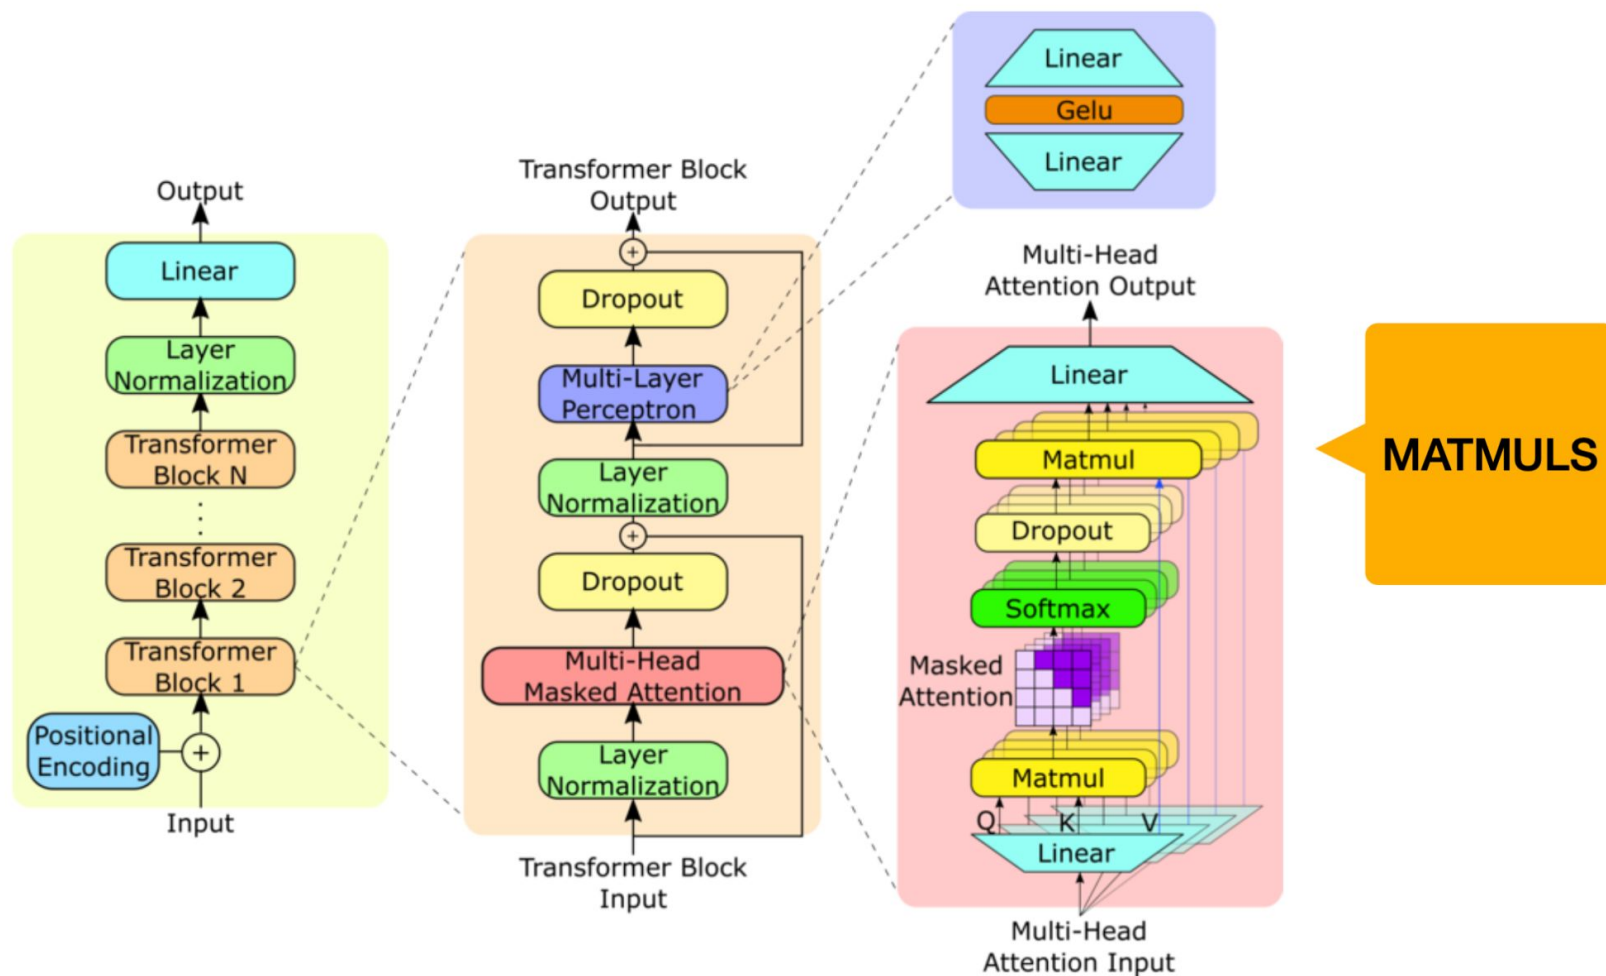 Output
Linear
Layer
Normalization
Transformer
Block N
Transformer
Block 2
Transformer
Block 1
Positional
Encoding
+
Input
Transformer Block
Output
+
Dropout
Multi-Layer
Perceptron
Layer
Normalization
+
Dropout
Multi-Head
Masked Attention
Layer
Normalization
Transformer Block
Input
Linear
Gelu
Linear
Multi-Head
Attention Output
Linear
Matmul
Dropout
Softmax
Masked
Attention
Matmul
Q K V
Linear
Multi-Head
Attention Input
MATMULS